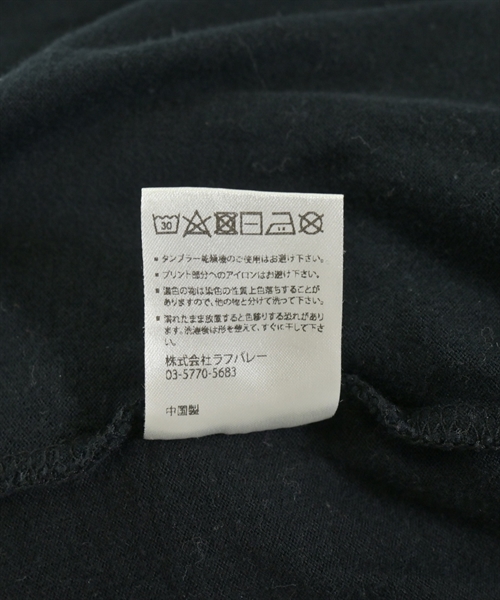 30
• タンブラー乾燥機のご使用はお避け下さい。
• プリント部分へのアイロンはお避け下さい。
• 濃色の物は染色の性質上色落ちすることが
ありますので、他の物と分けて洗って下さい。
• 濡れたまま放置すると色移りする恐れがあり
ます。洗濯後は形を整えて、すぐに干して下さ
い。
株式会社ラフバレー
03-5770-5683
中国製